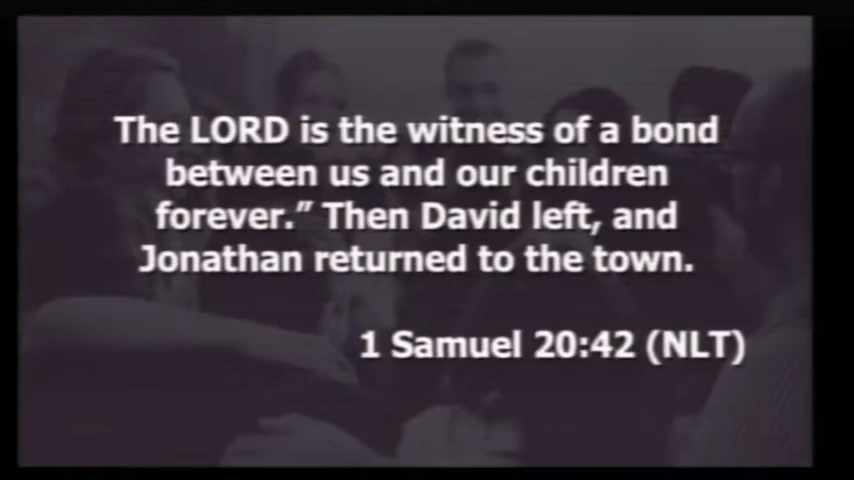 The LORD is the witness of a bond
between us and our children
forever.” Then David left, and
Jonathan returned to the town.
1 Samuel 20:42 (NLT)